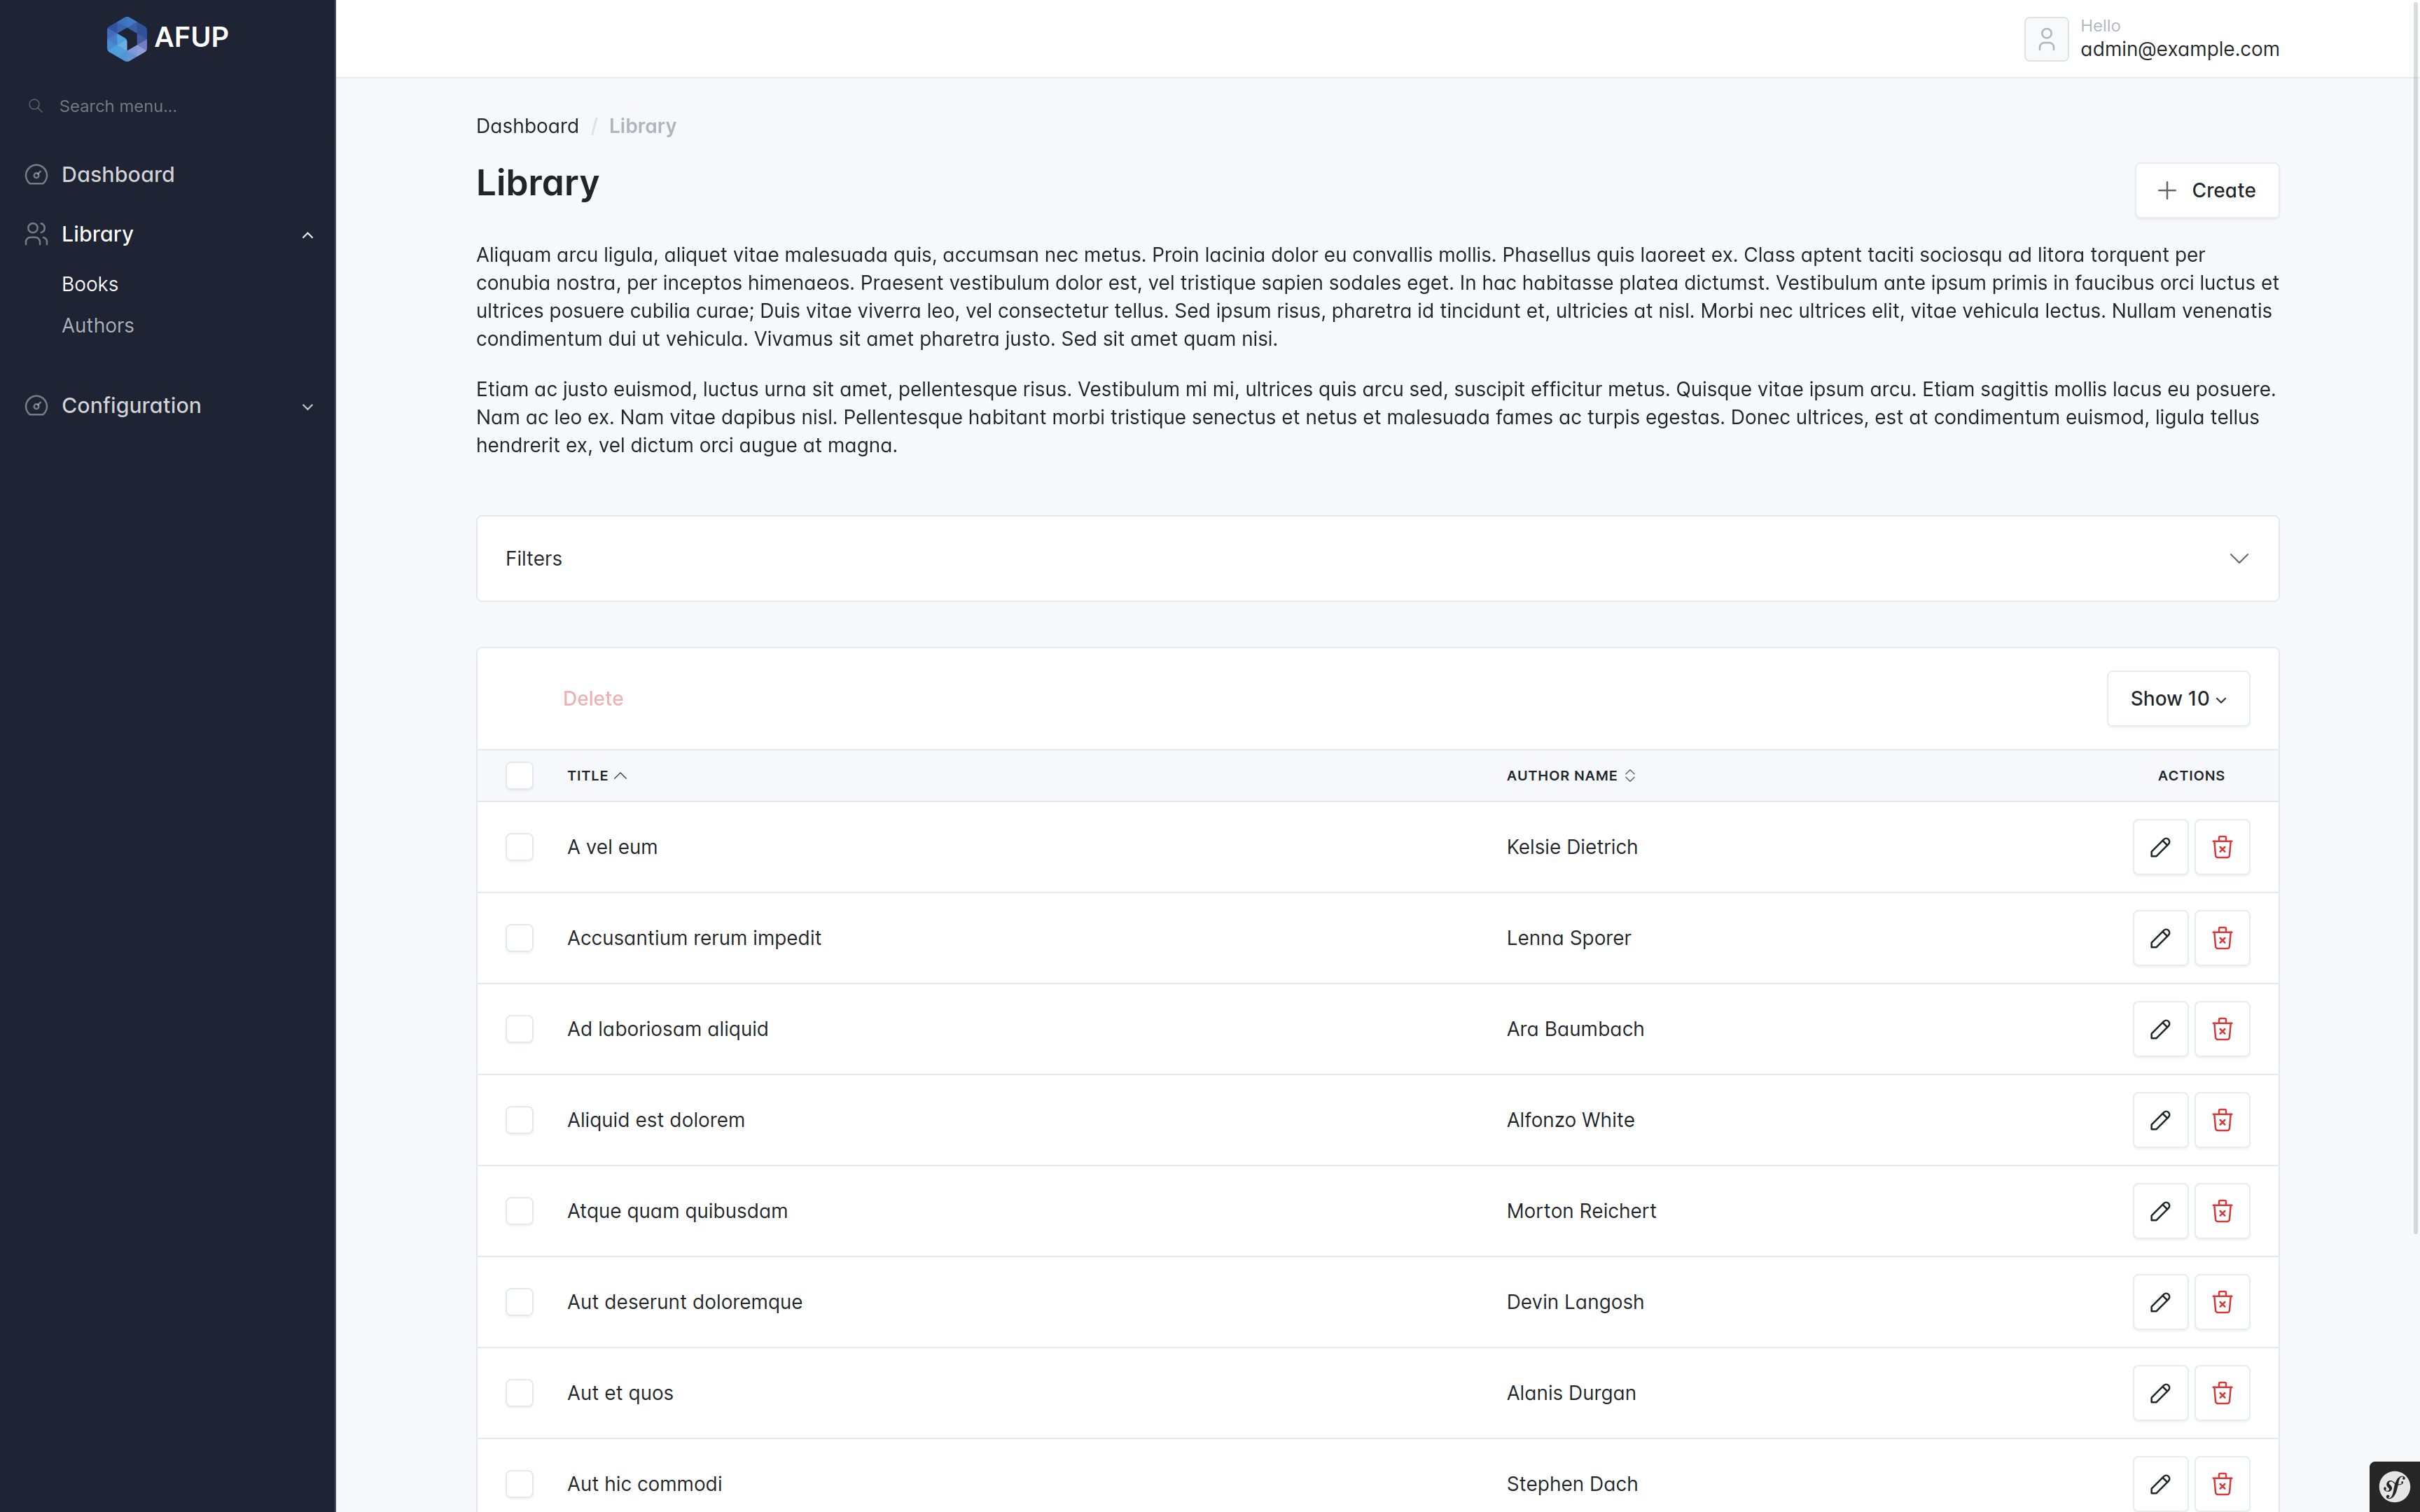 AFUP
Hello
admin@example.com
Search menu...
Dashboard
Library
Books
Authors
Configuration
Dashboard / Library
Library
Create
Aliquam arcu ligula, aliquet vitae malesuada quis, accumsan nec metus. Proin lacinia dolor eu convallis mollis. Phasellus quis laoreet ex. Class aptent taciti sociosqu ad litora torquent per
conubia nostra, per inceptos himenaeos. Praesent vestibulum dolor est, vel tristique sapien sodales eget. In hac habitasse platea dictumst. Vestibulum ante ipsum primis in faucibus orci luctus et
ultrices posuere cubilia curae; Duis vitae viverra leo, vel consectetur tellus. Sed ipsum risus, pharetra id tincidunt et, ultricies at nisl. Morbi nec ultrices elit, vitae vehicula lectus. Nullam venenatis
condimentum dui ut vehicula. Vivamus sit amet pharetra justo. Sed sit amet quam nisi.
Etiam ac justo euismod, luctus urna sit amet, pellentesque risus. Vestibulum mi mi, ultrices quis arcu sed, suscipit efficitur metus. Quisque vitae ipsum arcu. Etiam sagittis mollis lacus eu posuere.
Nam ac leo ex. Nam vitae dapibus nisl. Pellentesque habitant morbi tristique senectus et netus et malesuada fames ac turpis egestas. Donec ultrices, est at condimentum euismod, ligula tellus
hendrerit ex, vel dictum orci augue at magna.
Filters
Delete
Show 10
TITLE AUTHOR NAME ACTIONS
A vel eum Kelsie Dietrich
Accusantium rerum impedit Lenna Sporer
Ad laboriosam aliquid Ara Baumbach
Aliquid est dolorem Alfonzo White
Atque quam quibusdam Morton Reichert
Aut deserunt doloremque Devin Langosh
Aut et quos Alanis Durgan
Aut hic commodi Stephen Dach
sf